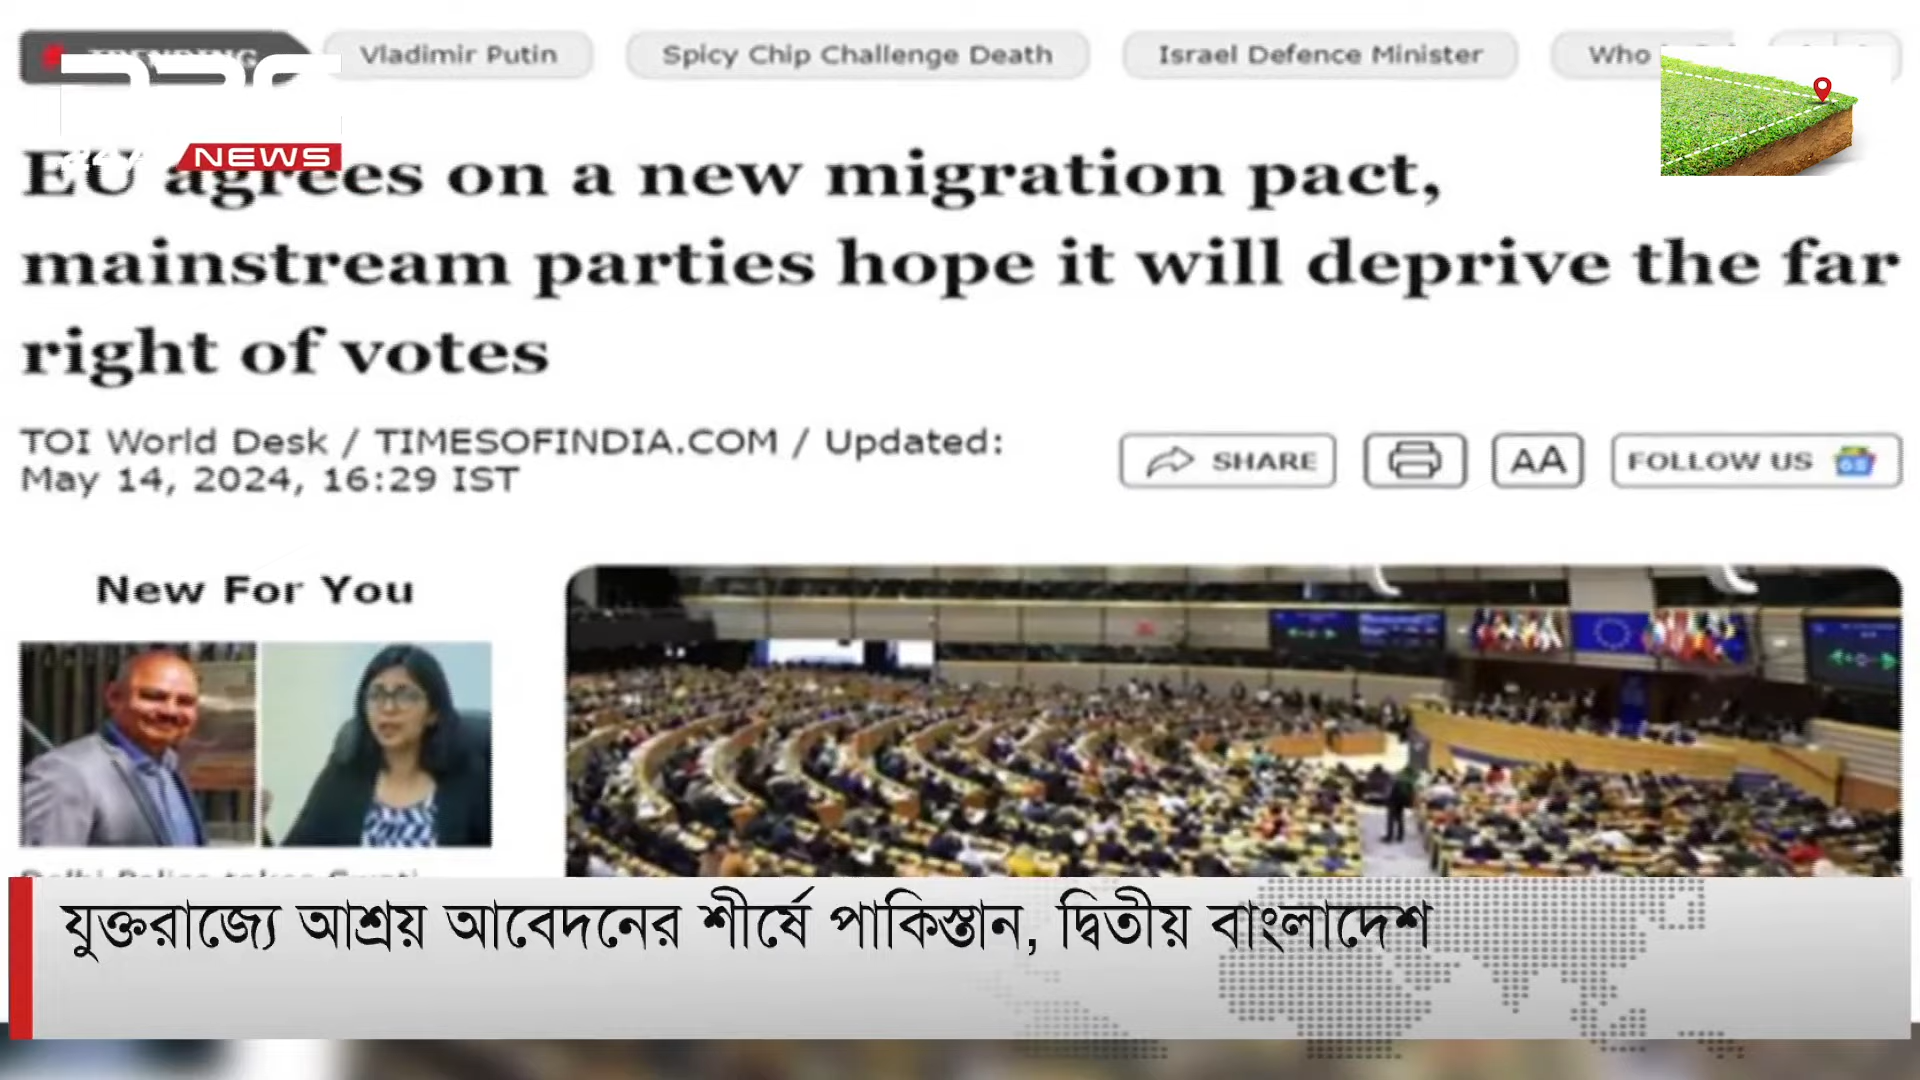 Vladimir Putin
Spicy Chip Challenge Death
Israel Defence Minister
Who
NEWS
EU agrees on a new migration pact,
mainstream parties hope it will deprive the far
right of votes
TOI World Desk / TIMESOFINDIA.COM / Updated:
May 14, 2024, 16:29 IST
SHARE
AA
FOLLOW US
New For You
যুক্তরাজ্যে আশ্রয় আবেদনের শীর্ষে পাকিস্তান, দ্বিতীয় বাংলাদেশ